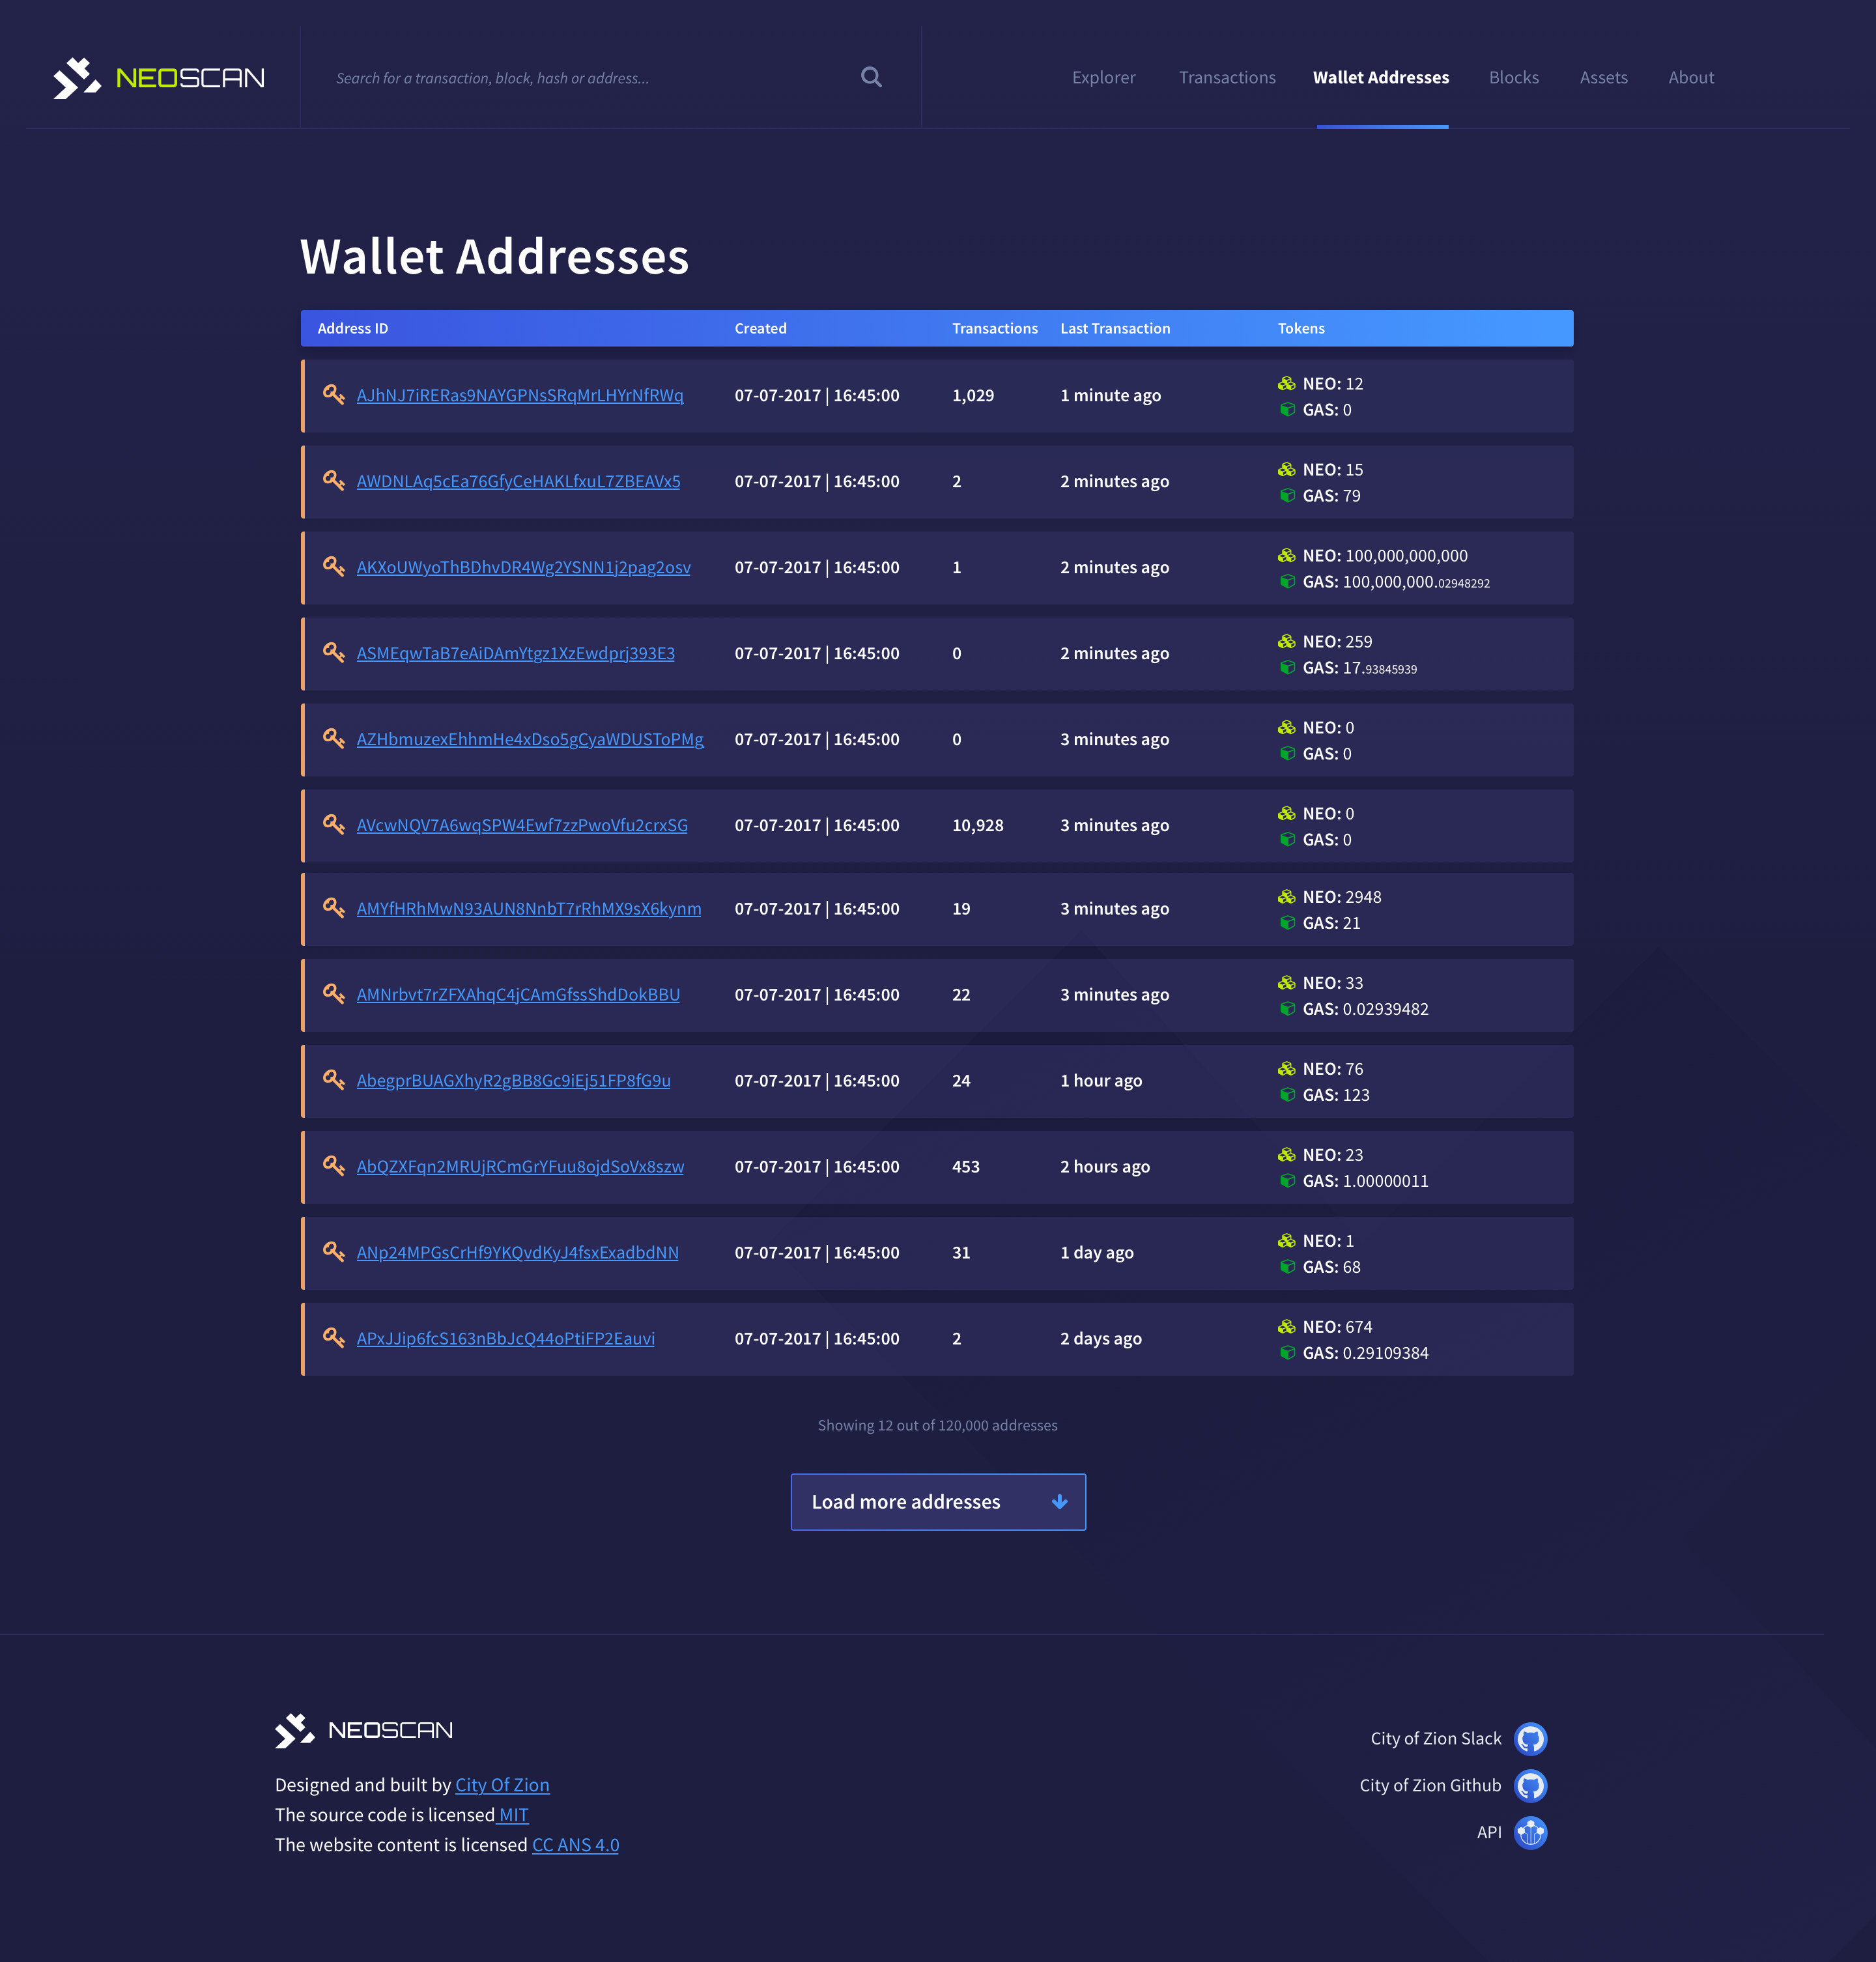 NEOSCAN
Search for a transaction, block, hash or address...
Explorer Transactions Wallet Addresses Blocks Assets About
Wallet Addresses
Address ID Created Transactions Last Transaction Tokens
AJhNJ7iRERas9NAYGPNsSRqMrLHYrNfRWq 07-07-2017 | 16:45:00 1,029 1 minute ago NEO: 12
GAS: 0
AWDNLAq5cEa76GfyCeHAKLfxuL7ZBEAVx5 07-07-2017 | 16:45:00 2 2 minutes ago NEO: 15
GAS: 79
AKXoUWyoThBDhvDR4Wg2YSNN1j2pag2osv 07-07-2017 | 16:45:00 1 2 minutes ago NEO: 100,000,000,000
GAS: 100,000,000.02948292
ASMEqwTaB7eAiDAmYtgz1XzEwdprj393E3 07-07-2017 | 16:45:00 0 2 minutes ago NEO: 259
GAS: 17.93845939
AZHbmuzexEhhmHe4xDso5gCyaWDUSToPMg 07-07-2017 | 16:45:00 0 3 minutes ago NEO: 0
GAS: 0
AVcwNQV7A6wqSPW4Ewf7zzPwoVfu2crxSG 07-07-2017 | 16:45:00 10,928 3 minutes ago NEO: 0
GAS: 0
AMYfHRhMwN93AUN8NnbT7rRhMX9sX6kynm 07-07-2017 | 16:45:00 19 3 minutes ago NEO: 2948
GAS: 21
AMNrbvt7rZFXAhqC4jCAmGfssShdDokBBU 07-07-2017 | 16:45:00 22 3 minutes ago NEO: 33
GAS: 0.02939482
AbegprBUAGXhyR2gBB8Gc9iEj51FP8fG9u 07-07-2017 | 16:45:00 24 1 hour ago NEO: 76
GAS: 123
AbQZXFqn2MRUjRCmGrYFuu8ojdSoVx8szw 07-07-2017 | 16:45:00 453 2 hours ago NEO: 23
GAS: 1.00000011
ANp24MPGsCrHf9YKQvdKyJ4fsxExadbdNN 07-07-2017 | 16:45:00 31 1 day ago NEO: 1
GAS: 68
APxJJip6fcS163nBbJcQ44oPtiFP2Eauvi 07-07-2017 | 16:45:00 2 2 days ago NEO: 674
GAS: 0.29109384
Showing 12 out of 120,000 addresses
Load more addresses
NEOSCAN
Designed and built by City Of Zion
The source code is licensed MIT
The website content is licensed CC ANS 4.0
City of Zion Slack
City of Zion Github
API